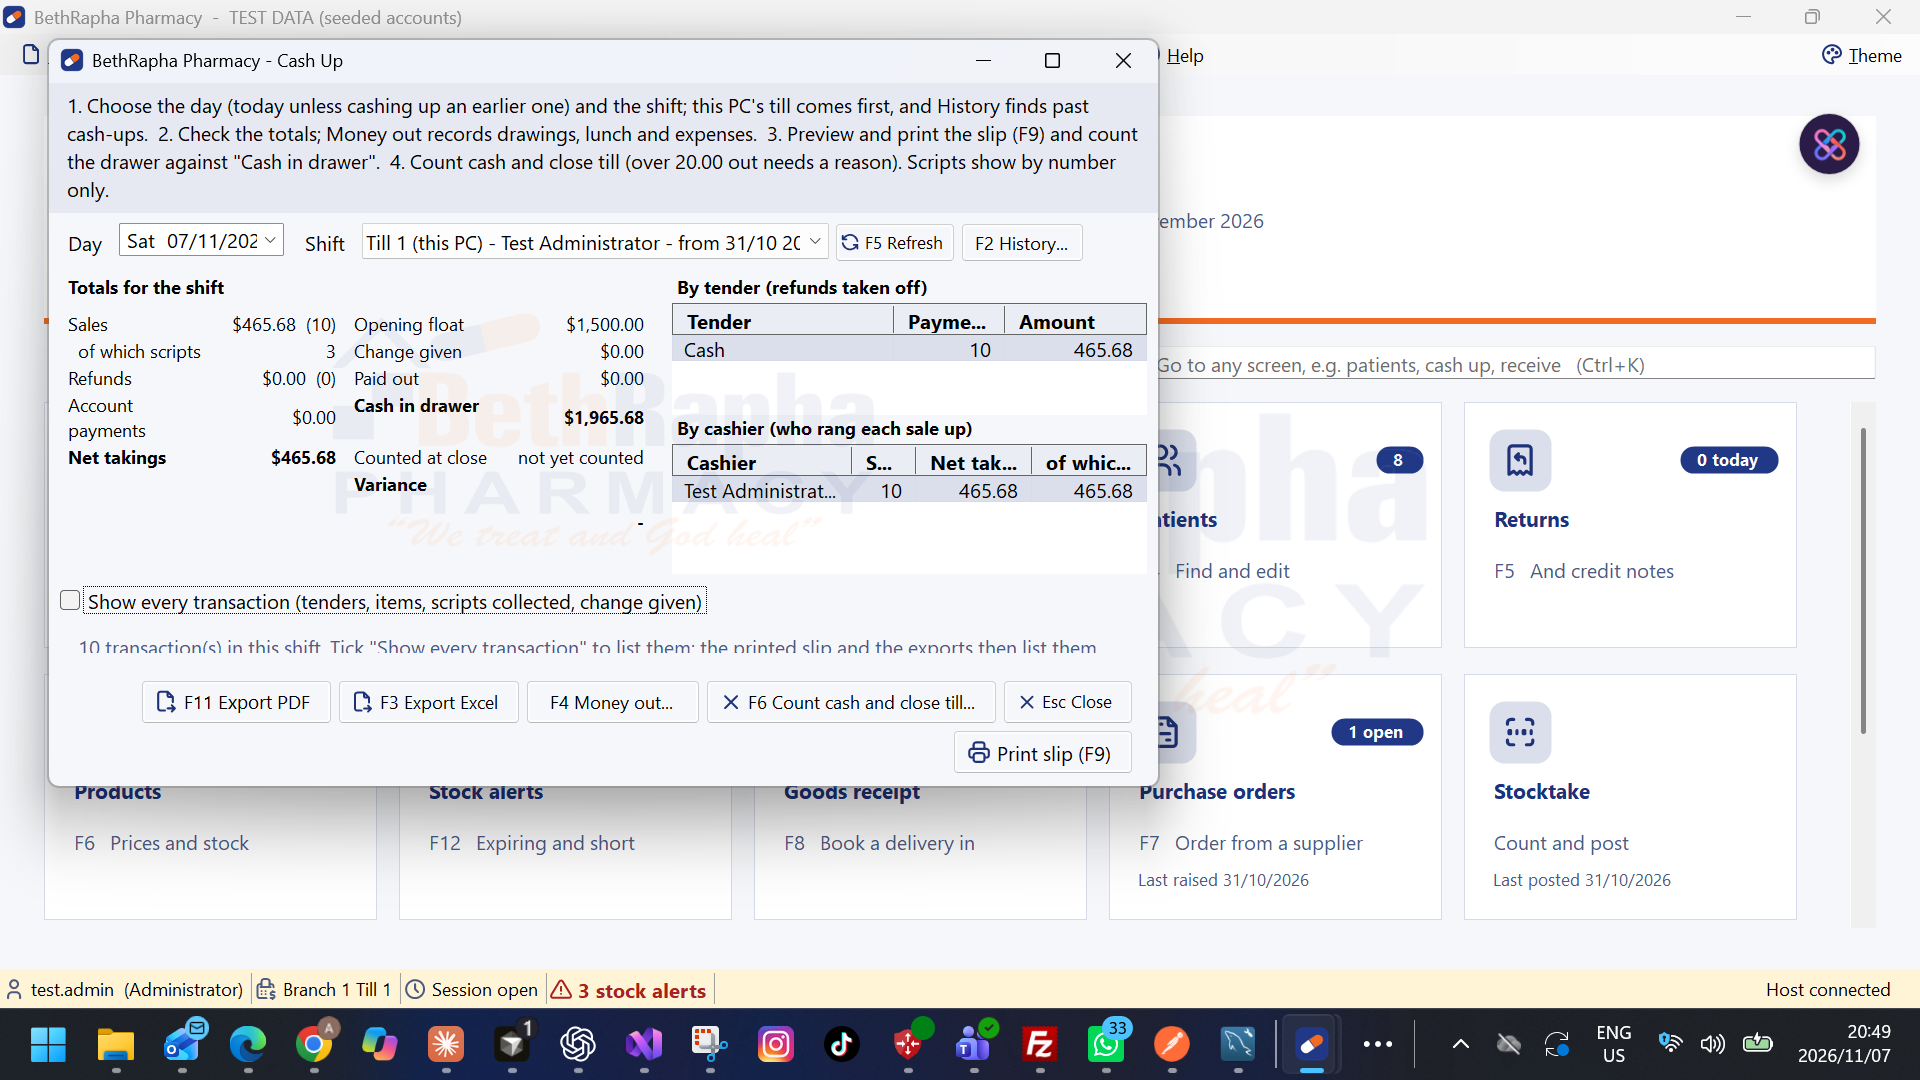 BethRapha Pharmacy - TEST DATA (seeded accounts)
BethRapha Pharmacy - Cash Up
Help
Theme
1. Choose the day (today unless cashing up an earlier one) and the shift; this PC's till comes first, and History finds past
cash-ups. 2. Check the totals; Money out records drawings, lunch and expenses. 3. Preview and print the slip (F9) and count
the drawer against "Cash in drawer". 4. Count cash and close till (over 20.00 out needs a reason). Scripts show by number
only.
ember 2026
Day Sat 07/11/202 Shift Till 1 (this PC) - Test Administrator - from 31/10 20 F5 Refresh F2 History...
Totals for the shift
Sales $465.68 (10) Opening float $1,500.00
of which scripts 3 Change given $0.00
Refunds $0.00 (0) Paid out $0.00
Account payments $0.00 Cash in drawer $1,965.68
Net takings $465.68 Counted at close not yet counted
Variance
-
By tender (refunds taken off)
Tender Payme... Amount
Cash 10 465.68
By cashier (who rang each sale up)
Cashier S... Net tak... of whic...
Test Administrat... 10 465.68 465.68
BethRapha
PHARMACY
"We treat and God heal"
Show every transaction (tenders, items, scripts collected, change given)
10 transaction(s) in this shift. Tick "Show every transaction" to list them; the printed slip and the exports then list them
F11 Export PDF F3 Export Excel F4 Money out... F6 Count cash and close till... Esc Close
Print slip (F9)
Go to any screen, e.g. patients, cash up, receive (Ctrl+K)
8
tients
Find and edit
0 today
Returns
F5 And credit notes
pha
ACY
heal"
Products
F6 Prices and stock
Stock alerts
F12 Expiring and short
Goods receipt
F8 Book a delivery in
1 open
Purchase orders
F7 Order from a supplier
Last raised 31/10/2026
Stocktake
Count and post
Last posted 31/10/2026
test.admin (Administrator) Branch 1 Till 1 Session open 3 stock alerts Host connected
A
1
33
ENG
US
20:49
2026/11/07